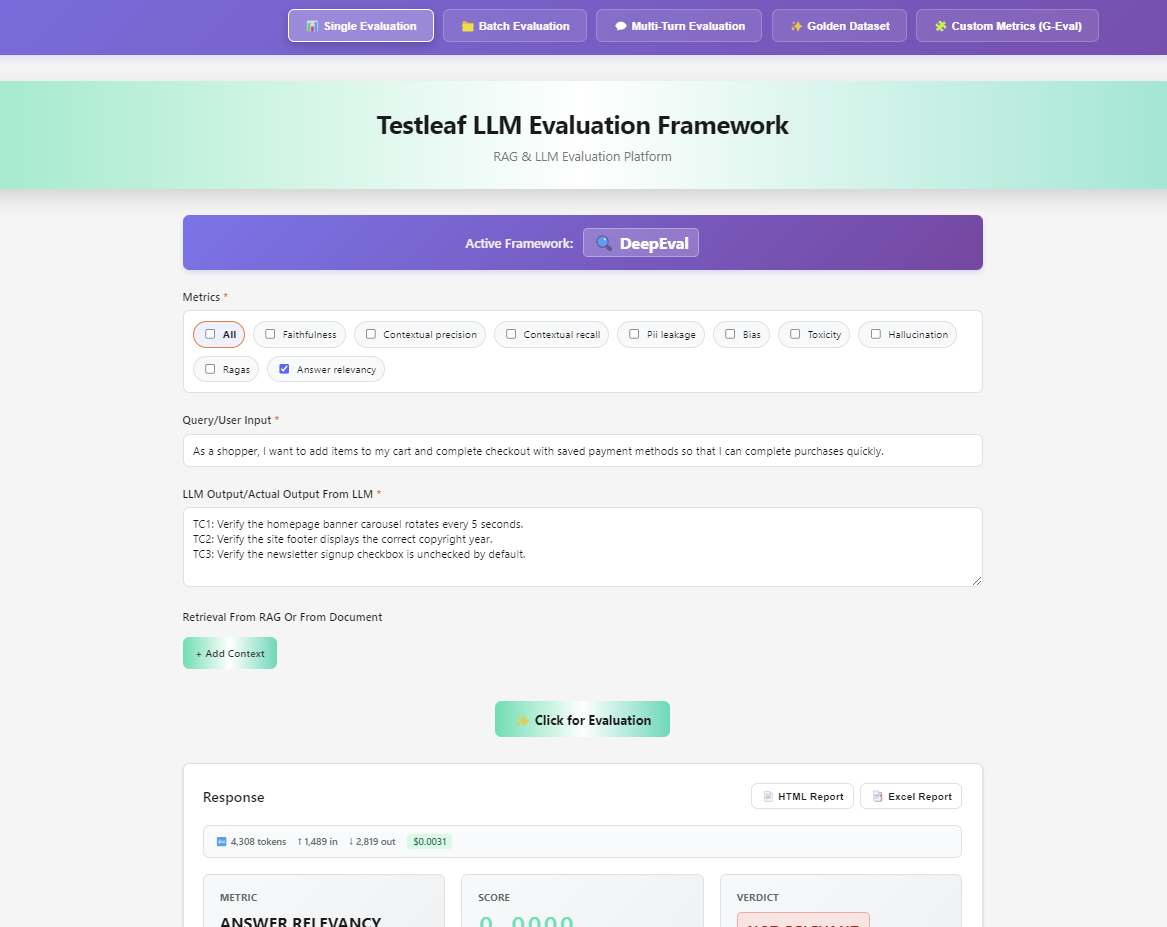 Single Evaluation
Batch Evaluation
Multi-Turn Evaluation
Golden Dataset
Custom Metrics (G-Eval)
Testleaf LLM Evaluation Framework
RAG & LLM Evaluation Platform
Active Framework: DeepEval
Metrics *
All Faithfulness Contextual precision Contextual recall Pii leakage Bias Toxicity Hallucination
Ragas Answer relevancy
Query/User Input *
As a shopper, I want to add items to my cart and complete checkout with saved payment methods so that I can complete purchases quickly.
LLM Output/Actual Output From LLM *
TC1: Verify the homepage banner carousel rotates every 5 seconds.
TC2: Verify the site footer displays the correct copyright year.
TC3: Verify the newsletter signup checkbox is unchecked by default.
Retrieval From RAG Or From Document
+ Add Context
Click for Evaluation
Response
HTML Report
Excel Report
4,308 tokens ↑ 1,489 in ↓ 2,819 out $0.0031
METRIC
ANSWER RELEVANCY
SCORE
0.0000
VERDICT
NOT RELEVANT